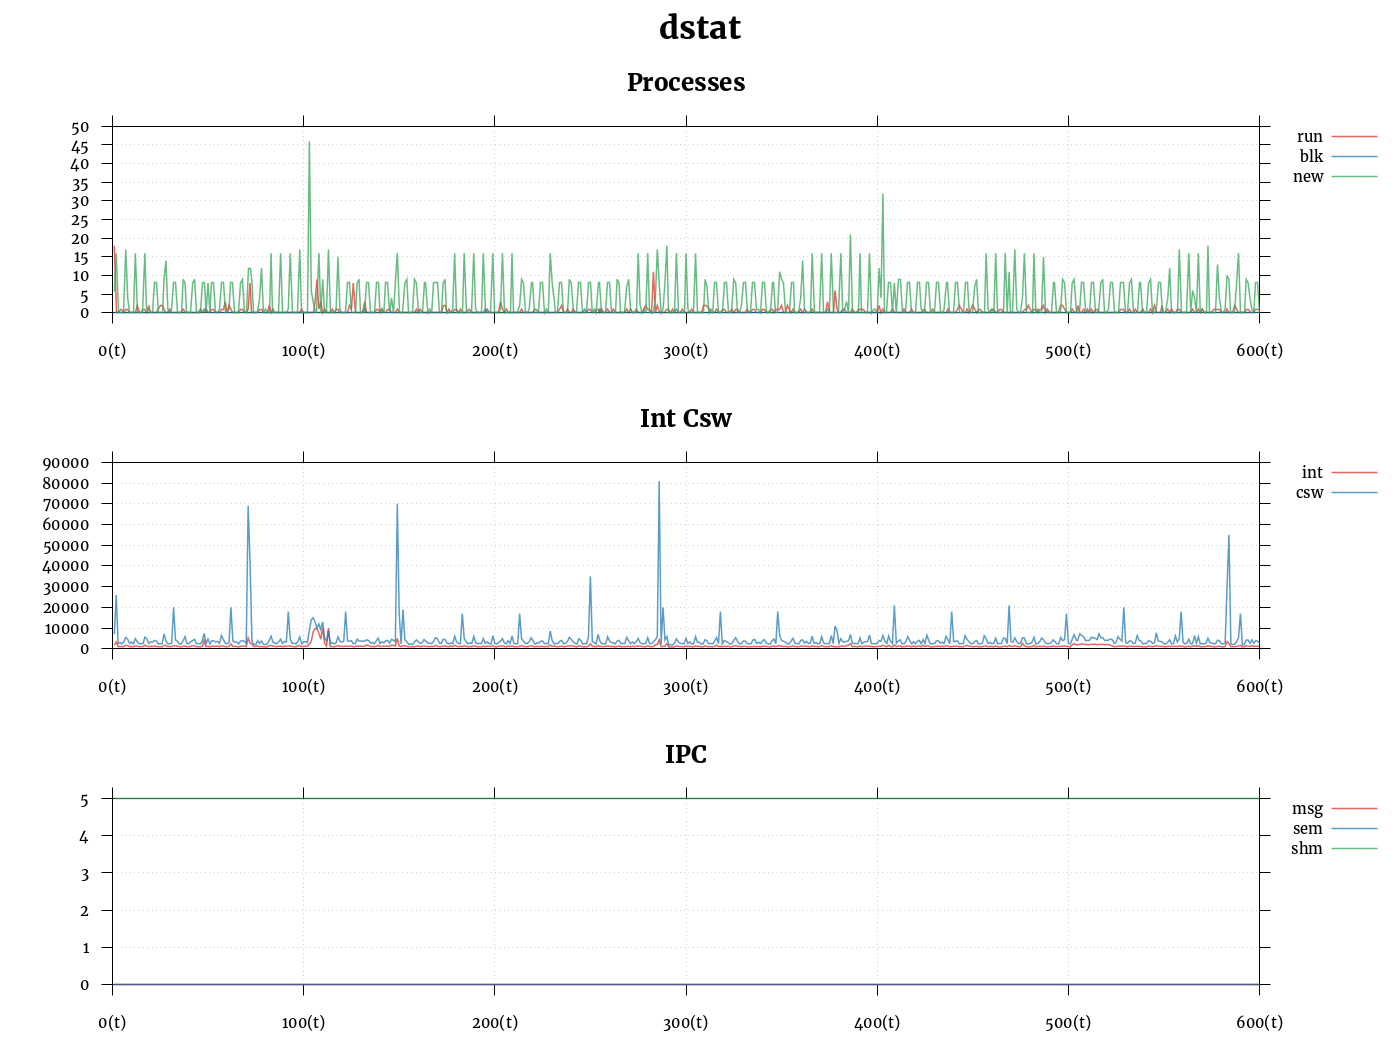 dstat
Processes
50
45
40
35
30
25
20
15
10
5
0
0(t) 100(t) 200(t) 300(t) 400(t) 500(t) 600(t)
run
blk
new
Int Csw
90000
80000
70000
60000
50000
40000
30000
20000
10000
0
0(t) 100(t) 200(t) 300(t) 400(t) 500(t) 600(t)
int
csw
IPC
5
4
3
2
1
0
0(t) 100(t) 200(t) 300(t) 400(t) 500(t) 600(t)
msg
sem
shm